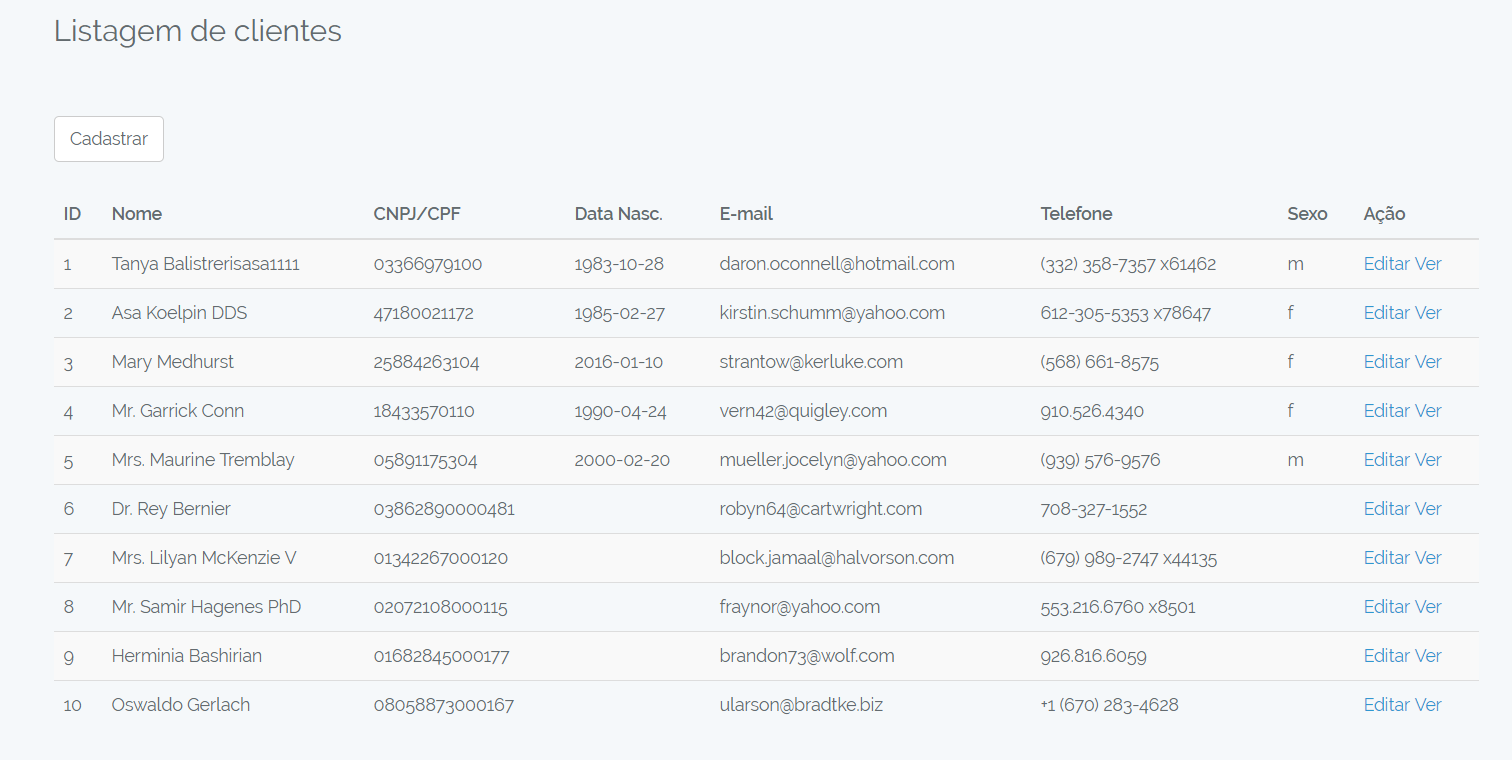 Listagem de clientes
Cadastrar
ID Nome CNPJ/CPF Data Nasc. E-mail Telefone Sexo Ação
1 Tanya Balistrerisasa1111 03366979100 1983-10-28 daron.oconnell@hotmail.com (332) 358-7357 x61462 m Editar Ver
2 Asa Koelpin DDS 47180021172 1985-02-27 kirstin.schumm@yahoo.com 612-305-5353 x78647 f Editar Ver
3 Mary Medhurst 25884263104 2016-01-10 strantow@kerluke.com (568) 661-8575 f Editar Ver
4 Mr. Garrick Conn 18433570110 1990-04-24 vern42@quigley.com 910.526.4340 f Editar Ver
5 Mrs. Maurine Tremblay 05891175304 2000-02-20 mueller.jocelyn@yahoo.com (939) 576-9576 m Editar Ver
6 Dr. Rey Bernier 03862890000481 robyn64@cartwright.com 708-327-1552 Editar Ver
7 Mrs. Lilyan McKenzie V 01342267000120 block.jamaal@halvorson.com (679) 989-2747 x44135 Editar Ver
8 Mr. Samir Hagenes PhD 02072108000115 fraynor@yahoo.com 553.216.6760 x8501 Editar Ver
9 Herminia Bashirian 01682845000177 brandon73@wolf.com 926.816.6059 Editar Ver
10 Oswaldo Gerlach 08058873000167 ularson@bradtke.biz +1 (670) 283-4628 Editar Ver